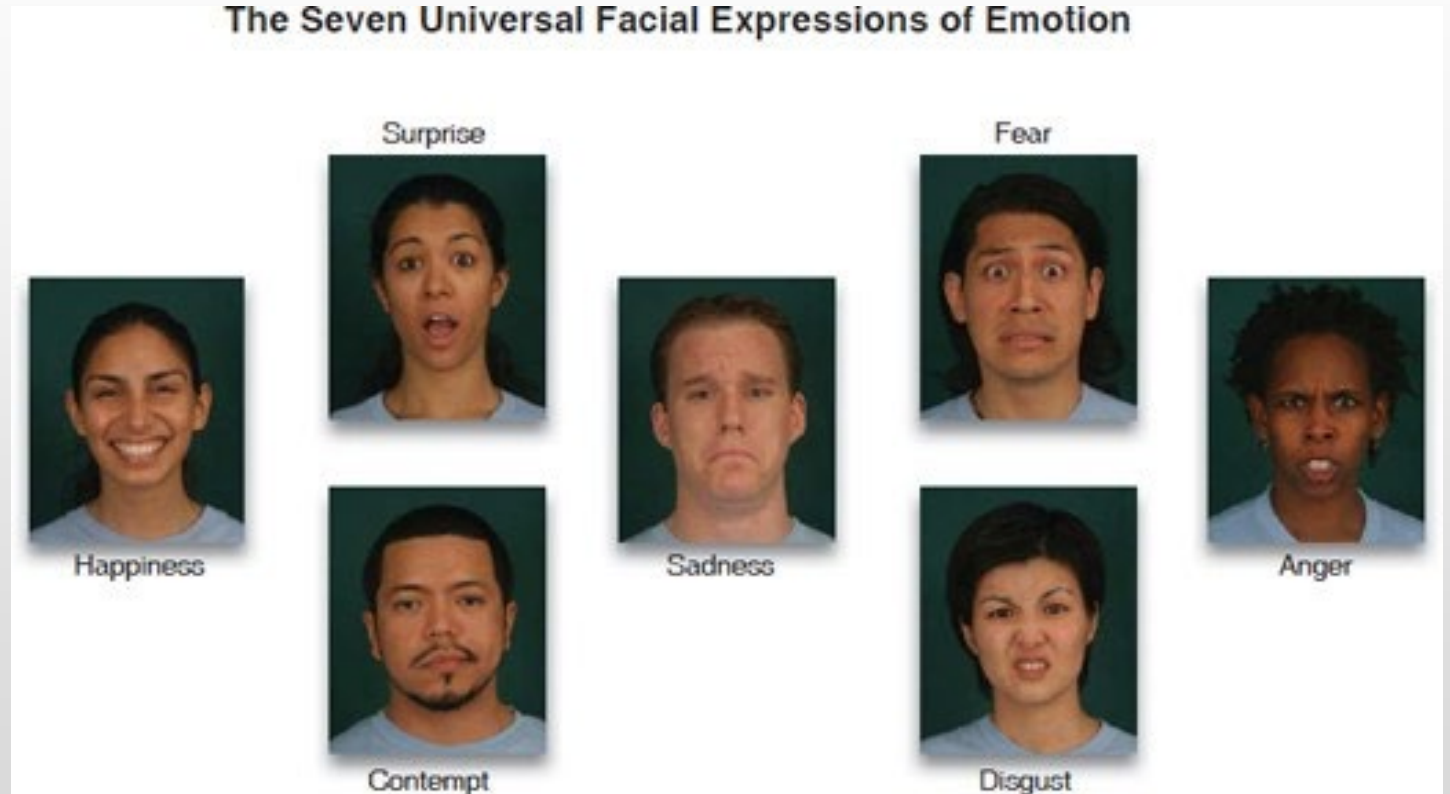 The Seven Universal Facial Expressions of Emotion
Surprise
Fear
Happiness
Sadness
Anger
Contempt
Disgust